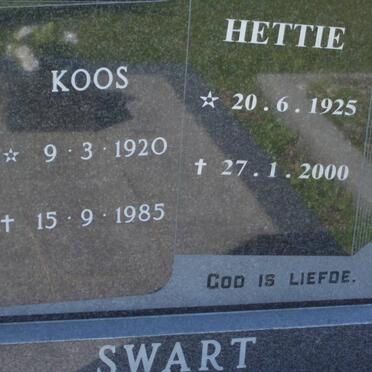 KOOS
☆ 9·3·1920
✝ 15·9·1985
HETTIE
☆ 20.6.1925
✝ 27.1.2000
GOD IS LIEFDE.
SWART